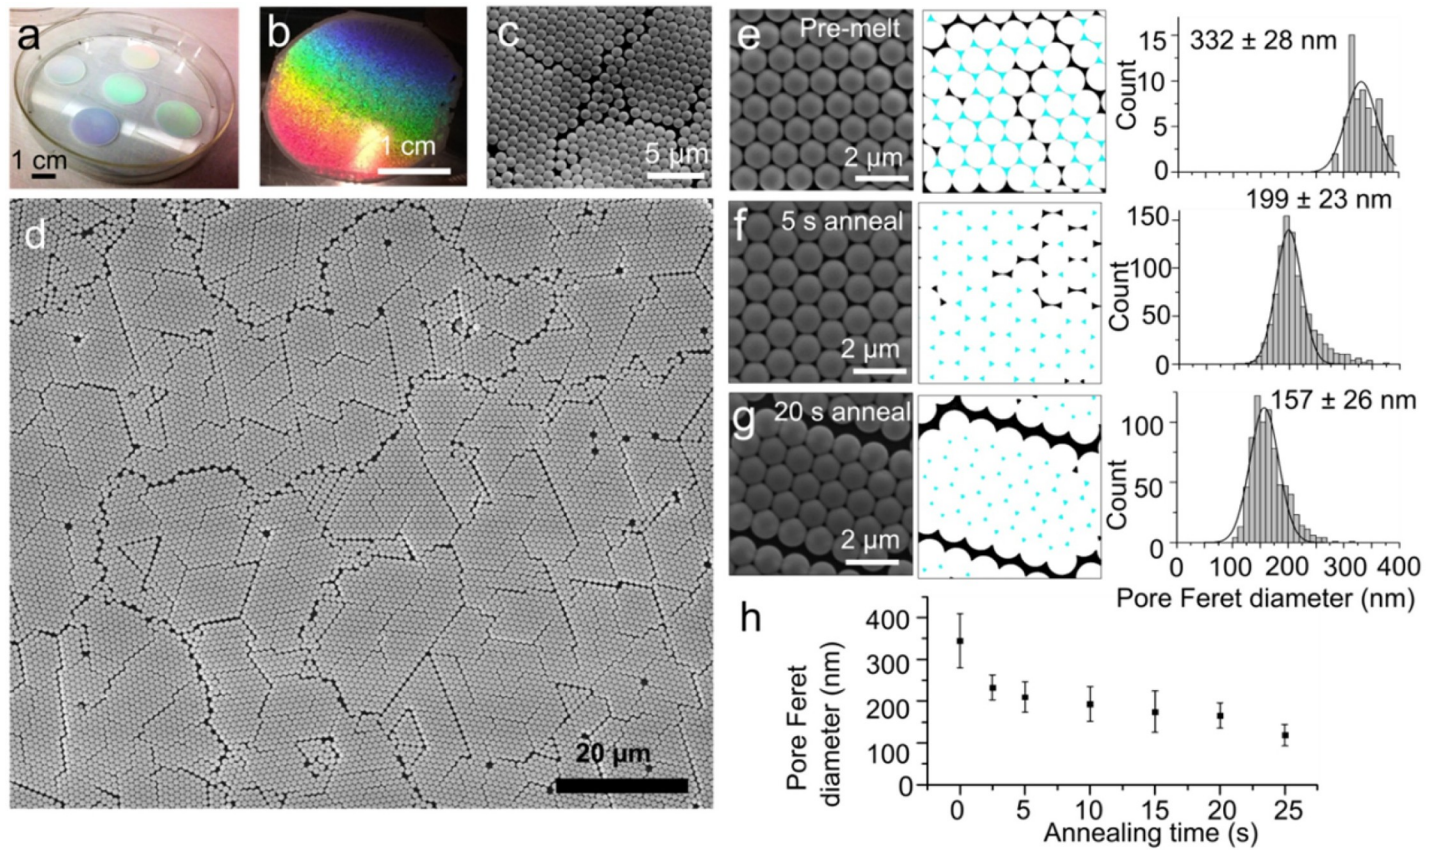 a
1 cm
b
1 cm
c
5 µm
d
20 µm
e
Pre-melt
2 µm
332 ± 28 nm
15
10
5
0
Count
f
5 s anneal
2 µm
199 ± 23 nm
150
100
50
0
Count
g
20 s anneal
2 µm
157 ± 26 nm
100
50
0
Count
0 100 200 300 400
Pore Feret diameter (nm)
h
400
300
200
100
0
Pore Feret
diameter (nm)
0 5 10 15 20 25
Annealing time (s)